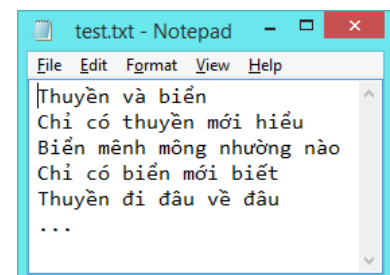 test.txt - Notepad
File Edit Format View Help
Thuyền và biển
Chỉ có thuyền mới hiểu
Biển mênh mông nhường nào
Chỉ có biển mới biết
Thuyền đi đâu về đâu
...